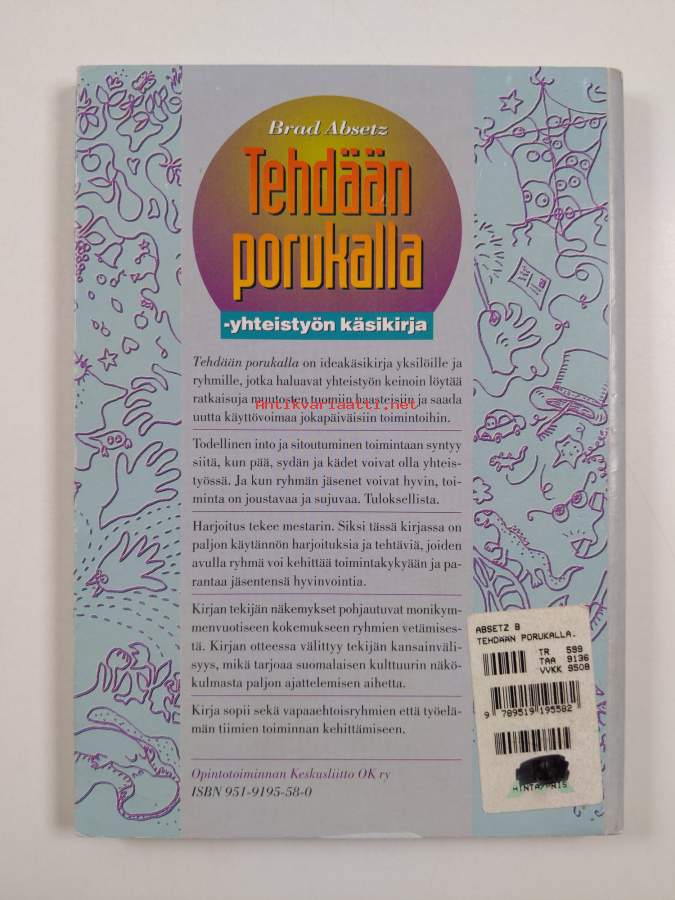 Brad Absetz
Tehdään
porukalla
-yhteistyön käsikirja
Tehdään porukalla on ideakäsikirja yksilöille ja
ryhmille, jotka haluavat yhteistyön keinoin löytää
ratkaisuja muutosten tuomiin haasteisiin ja saada
Antikvariaatti.net
uutta käyttövoimaa jokapäiväisiin toimintoihin.
Todellinen into ja sitoutuminen toimintaan syntyy
siitä, kun pää, sydän ja kädet voivat olla yhteis-
työssä. Ja kun ryhmän jäsenet voivat hyvin, toi-
minta on joustavaa ja sujuvaa. Tuloksellista.
Harjoitus tekee mestarin. Siksi tässä kirjassa on
paljon käytännön harjoituksia ja tehtäviä, joiden
avulla ryhmä voi kehittää toimintakykyään ja pa-
rantaa jäsentensä hyvinvointia.
Kirjan tekijän näkemykset pohjautuvat monikym-
menvuotiseen kokemukseen ryhmien vetämises-
tä. Kirjan otteessa välittyy tekijän kansainväli-
syys, mikä tarjoaa suomalaisen kulttuurin näkö-
kulmasta paljon ajattelemisen aihetta.
Kirja sopii sekä vapaaehtoisryhmien että työelä-
män tiimien toiminnan kehittämiseen.
Opintotoiminnan Keskusliitto OK ry
ISBN 951-9195-58-0
ABSETZ B
TEHDÄÄN PORUKALLA.
TR 599
TAA 9136
VVKK 9508
9 789519 195582
HINTA/PRIS